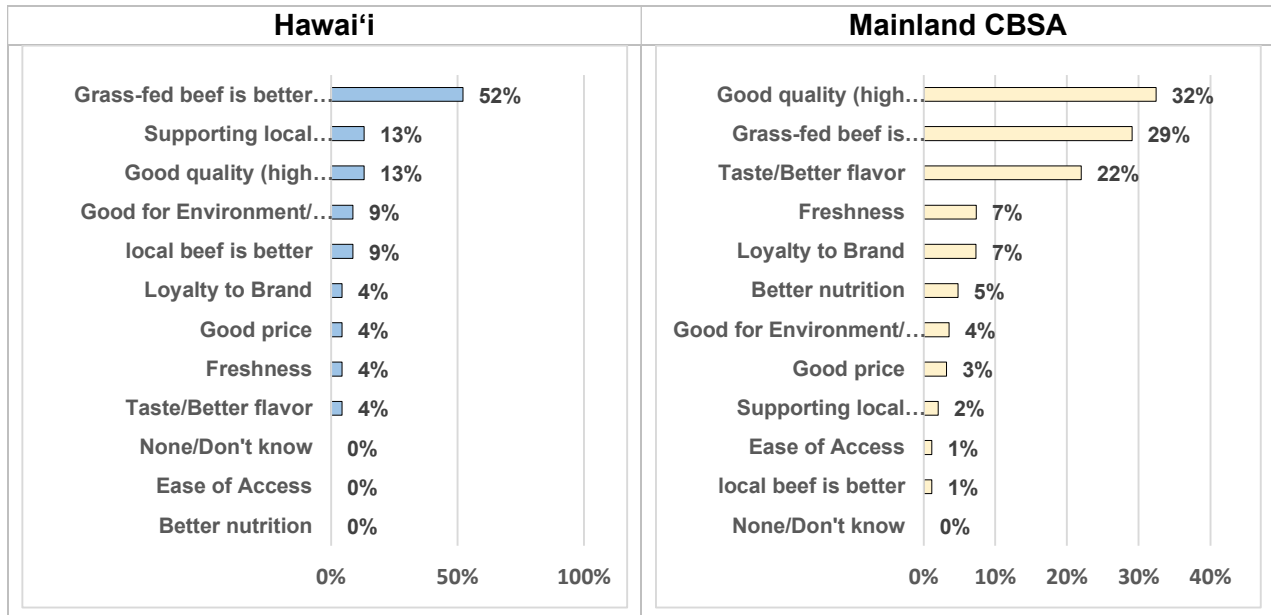 Hawaiʻi
Grass-fed beef is better… 52%
Supporting local… 13%
Good quality (high… 13%
Good for Environment/… 9%
local beef is better 9%
Loyalty to Brand 4%
Good price 4%
Freshness 4%
Taste/Better flavor 4%
None/Don't know 0%
Ease of Access 0%
Better nutrition 0%
0% 50% 100%
Mainland CBSA
Good quality (high… 32%
Grass-fed beef is… 29%
Taste/Better flavor 22%
Freshness 7%
Loyalty to Brand 7%
Better nutrition 5%
Good for Environment/… 4%
Good price 3%
Supporting local… 2%
Ease of Access 1%
local beef is better 1%
None/Don't know 0%
0% 10% 20% 30% 40%